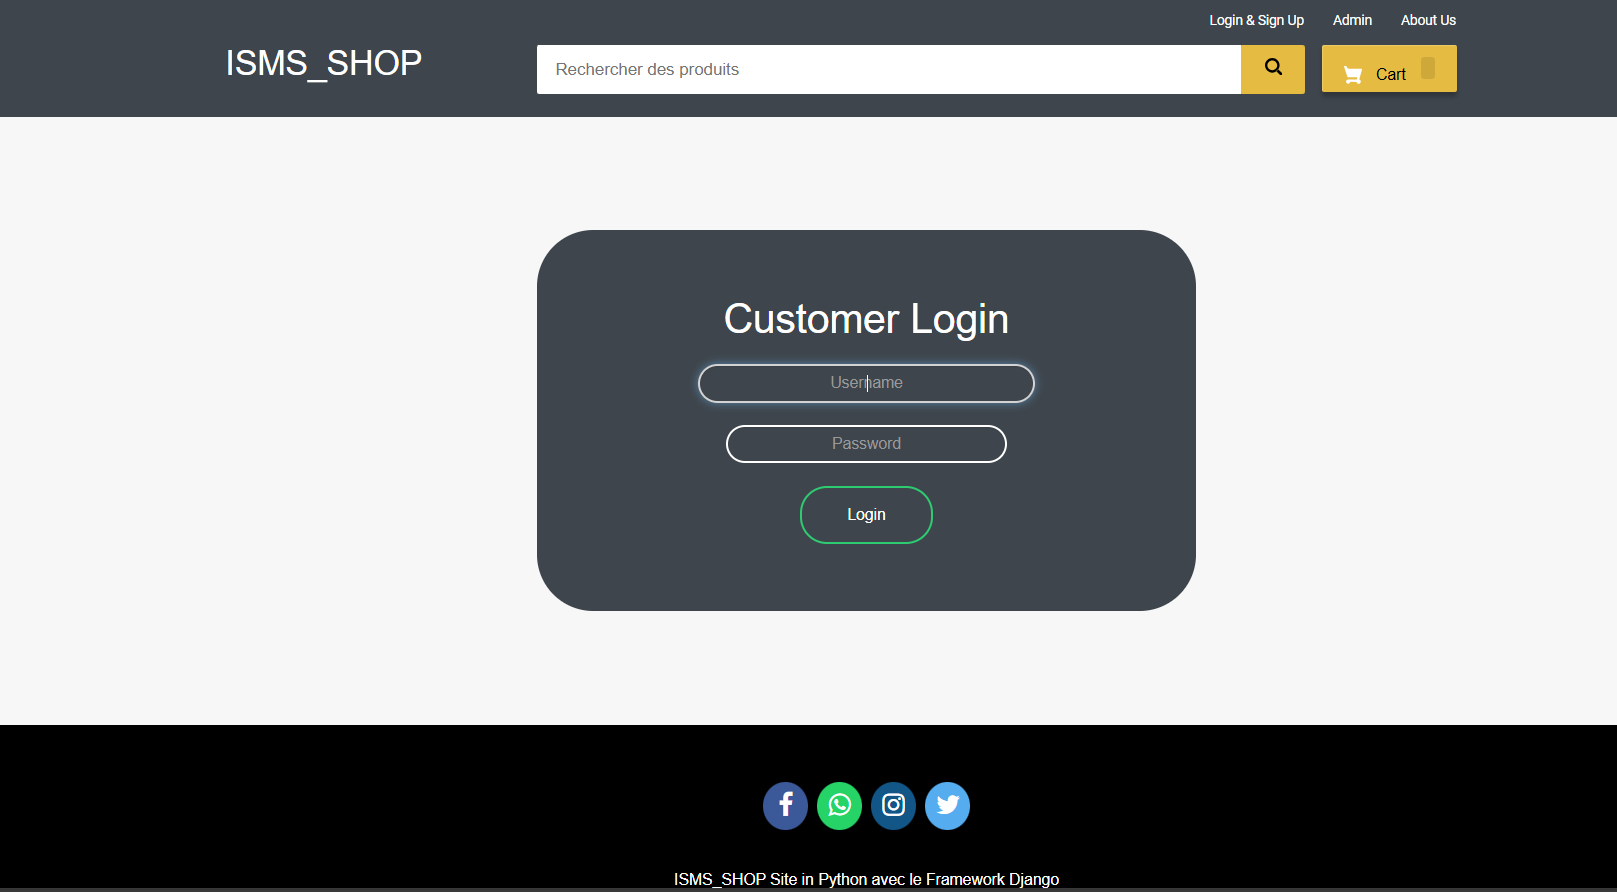 Login & Sign Up Admin About Us
ISMS_SHOP
Rechercher des produits
Cart
Customer Login
Username
Password
Login
ISMS_SHOP Site in Python avec le Framework Django